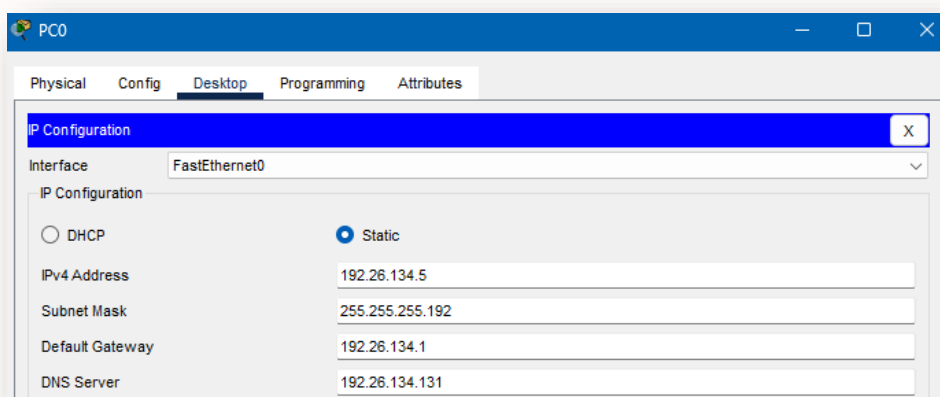 PC0
Physical Config Desktop Programming Attributes
IP Configuration X
Interface FastEthernet0
IP Configuration
DHCP Static
IPv4 Address 192.26.134.5
Subnet Mask 255.255.255.192
Default Gateway 192.26.134.1
DNS Server 192.26.134.131